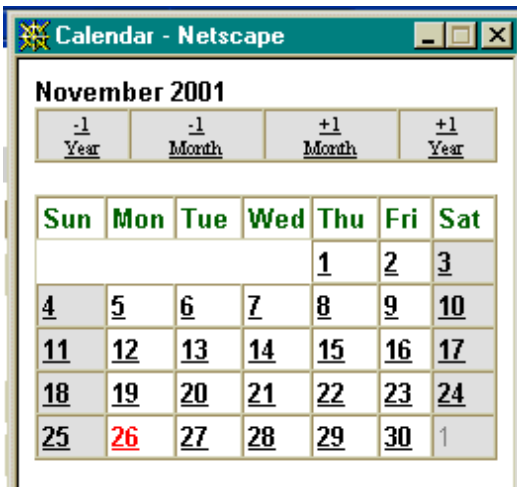 Calendar - Netscape
November 2001
-1 Year -1 Month +1 Month +1 Year
Sun Mon Tue Wed Thu Fri Sat
1 2 3
4 5 6 7 8 9 10
11 12 13 14 15 16 17
18 19 20 21 22 23 24
25 26 27 28 29 30 1